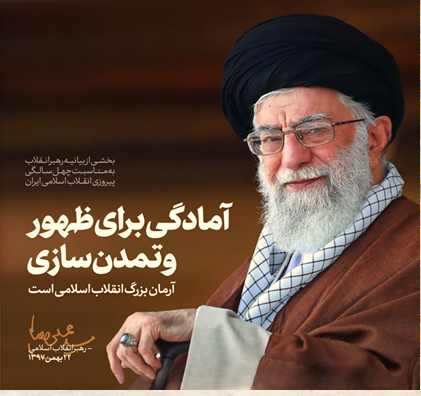 بخشی از بیانیه رهبر انقلاب
به مناسبت چهل سالگی
پیروزی انقلاب اسلامی ایران
آمادگی برای ظهور
و تمدن سازی
آرمان بزرگ انقلاب اسلامی است
- رهبر انقلاب اسلامی
۲۲ بهمن ۱۳۹۷